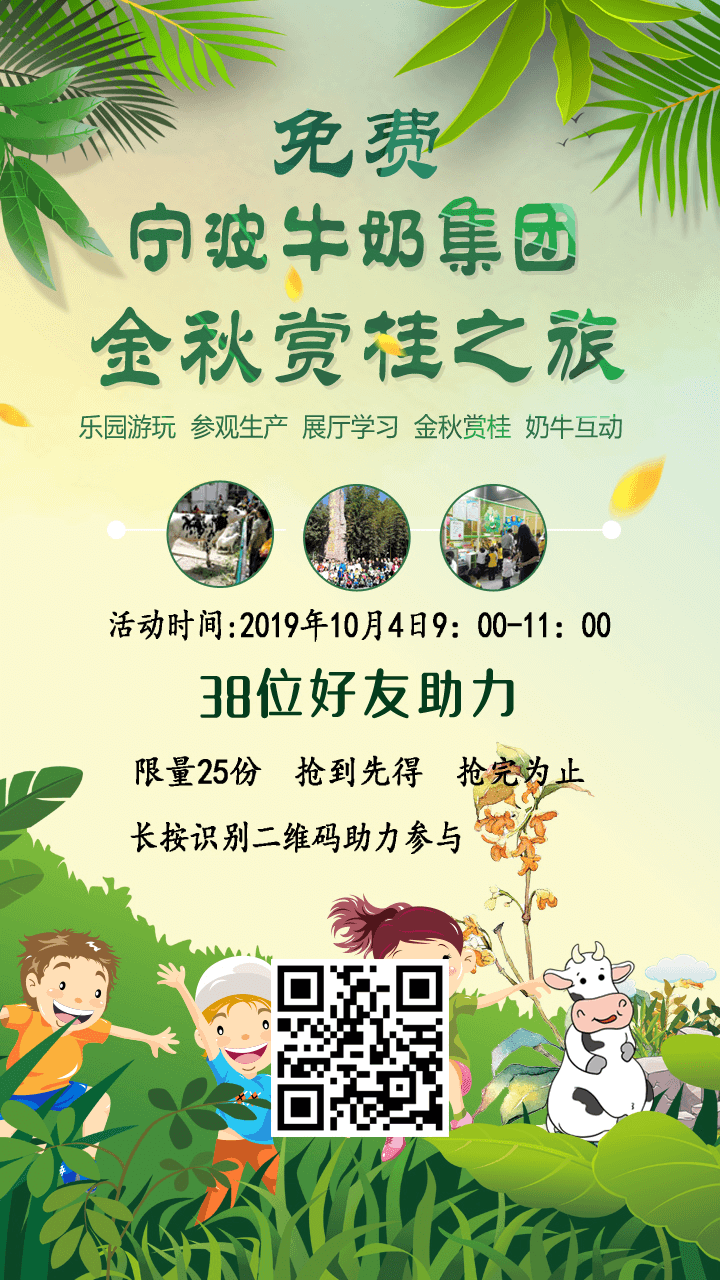 免费
宁波牛奶集团
金秋赏桂之旅
乐园游玩 参观生产 展厅学习 金秋赏桂 奶牛互动
活动时间:2019年10月4日9：00-11：00
38位好友助力
限量25份 抢到先得 抢完为止
长按识别二维码助力参与